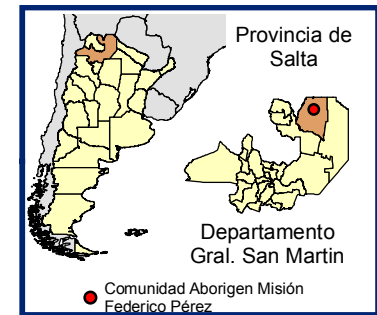 Provincia de
Salta
Departamento
Gral. San Martin
Comunidad Aborigen Misión
Federico Pérez